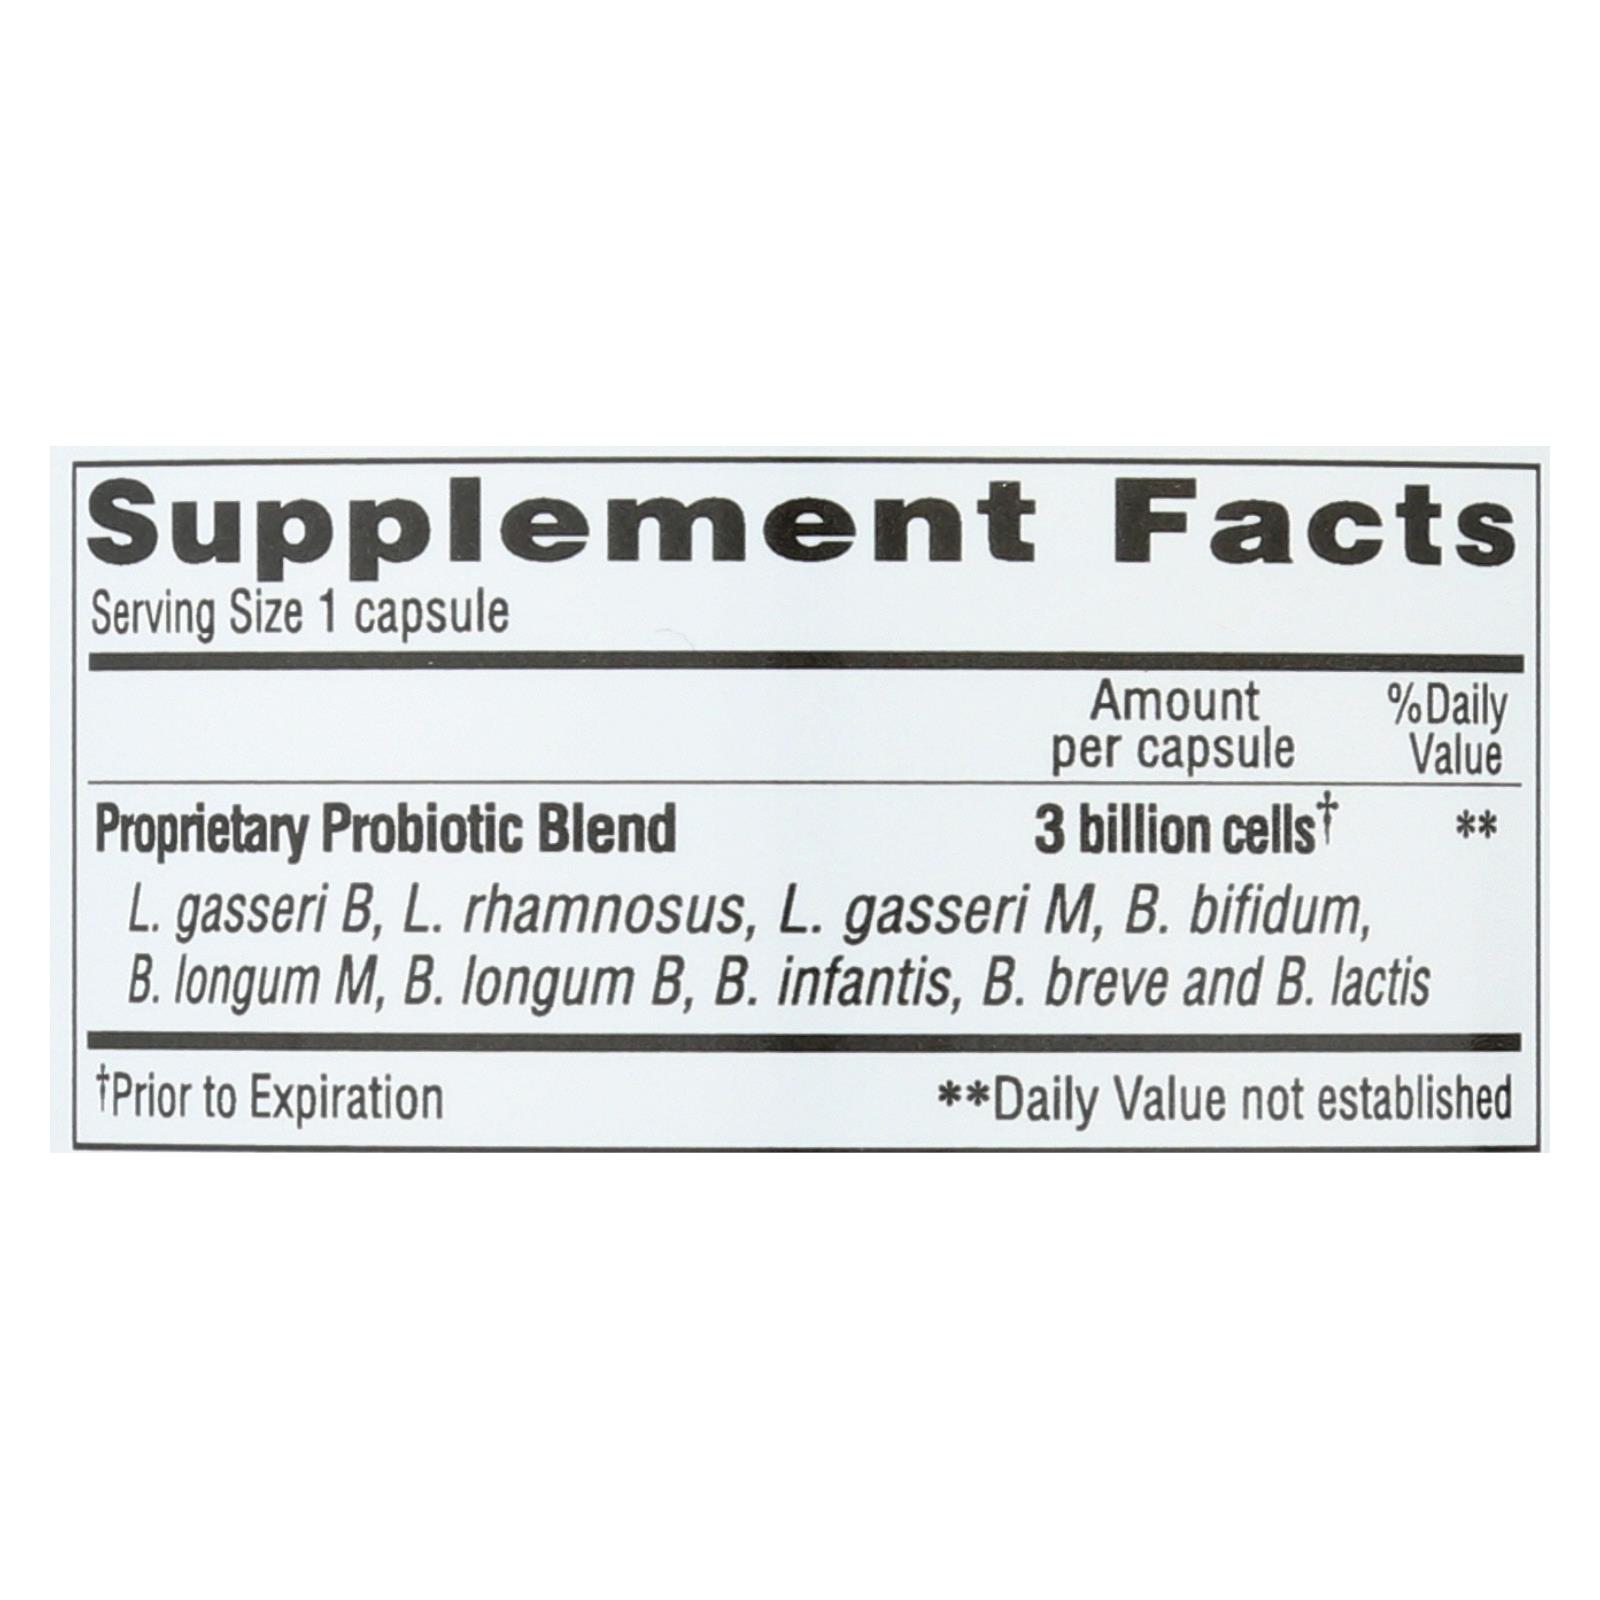 Supplement Facts
Serving Size 1 capsule
Amount per capsule
%Daily Value
Proprietary Probiotic Blend 3 billion cells† **
L. gasseri B, L. rhamnosus, L. gasseri M, B. bifidum,
B. longum M, B. longum B, B. infantis, B. breve and B. lactis
†Prior to Expiration **Daily Value not established